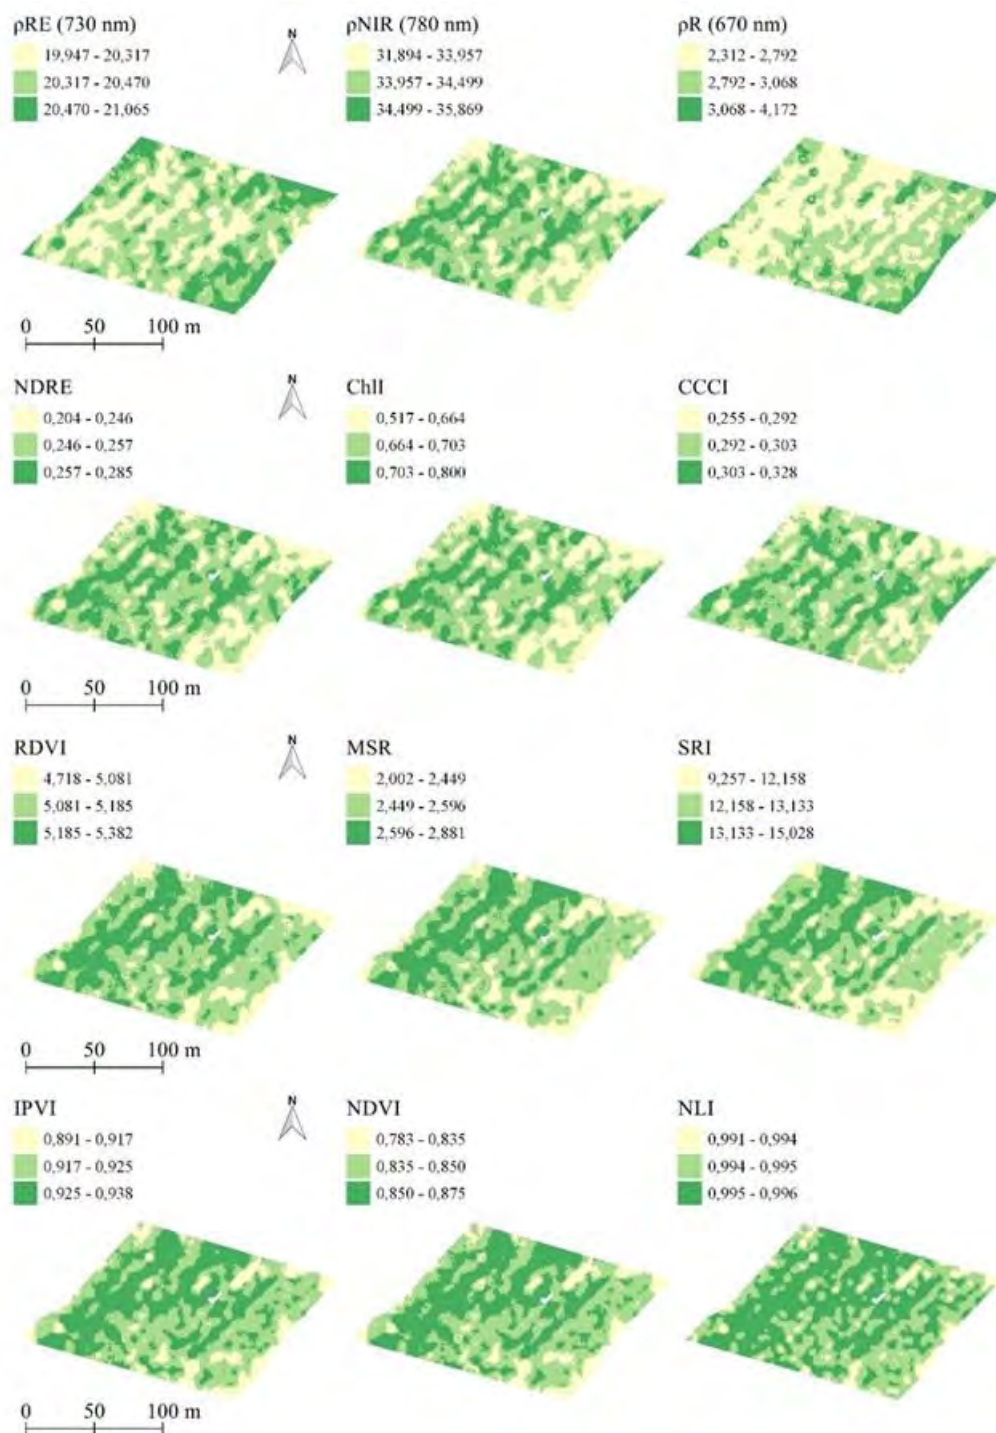 ρRE (730 nm)
19,947 - 20,317
20,317 - 20,470
20,470 - 21,065
N
ρNIR (780 nm)
31,894 - 33,957
33,957 - 34,499
34,499 - 35,869
ρR (670 nm)
2,312 - 2,792
2,792 - 3,068
3,068 - 4,172
0 50 100 m
NDRE
0,204 - 0,246
0,246 - 0,257
0,257 - 0,285
N
ChlI
0,517 - 0,664
0,664 - 0,703
0,703 - 0,800
CCCI
0,255 - 0,292
0,292 - 0,303
0,303 - 0,328
0 50 100 m
RDVI
4,718 - 5,081
5,081 - 5,185
5,185 - 5,382
N
MSR
2,002 - 2,449
2,449 - 2,596
2,596 - 2,881
SRI
9,257 - 12,158
12,158 - 13,133
13,133 - 15,028
0 50 100 m
IPVI
0,891 - 0,917
0,917 - 0,925
0,925 - 0,938
N
NDVI
0,783 - 0,835
0,835 - 0,850
0,850 - 0,875
NLI
0,991 - 0,994
0,994 - 0,995
0,995 - 0,996
0 50 100 m